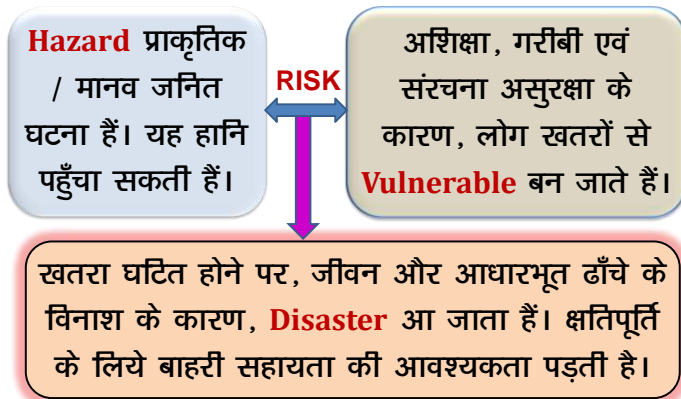 Hazard प्राकृतिक
/ मानव जनित
घटना हैं। यह हानि
पहुँचा सकती हैं।
RISK
अशिक्षा, गरीबी एवं
संरचना असुरक्षा के
कारण, लोग खतरों से
Vulnerable बन जाते हैं।
खतरा घटित होने पर, जीवन और आधारभूत ढाँचे के
विनाश के कारण, Disaster आ जाता हैं। क्षतिपूर्ति
के लिये बाहरी सहायता की आवश्यकता पड़ती है।